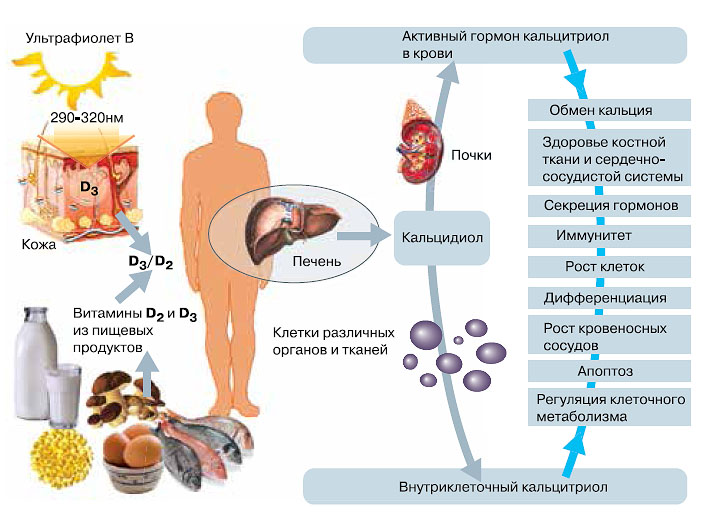 Ультрафиолет В
290-320нм
D3
Кожа
D3/D2
Витамины D2 и D3
из пищевых
продуктов
Печень
Клетки различных
органов и тканей
Активный гормон кальцитриол
в крови
Почки
Кальцидиол
Внутриклеточный кальцитриол
Обмен кальция
Здоровье костной
ткани и сердечно-
сосудистой системы
Секреция гормонов
Иммунитет
Рост клеток
Дифференциация
Рост кровеносных
сосудов
Апоптоз
Регуляция клеточного
метаболизма